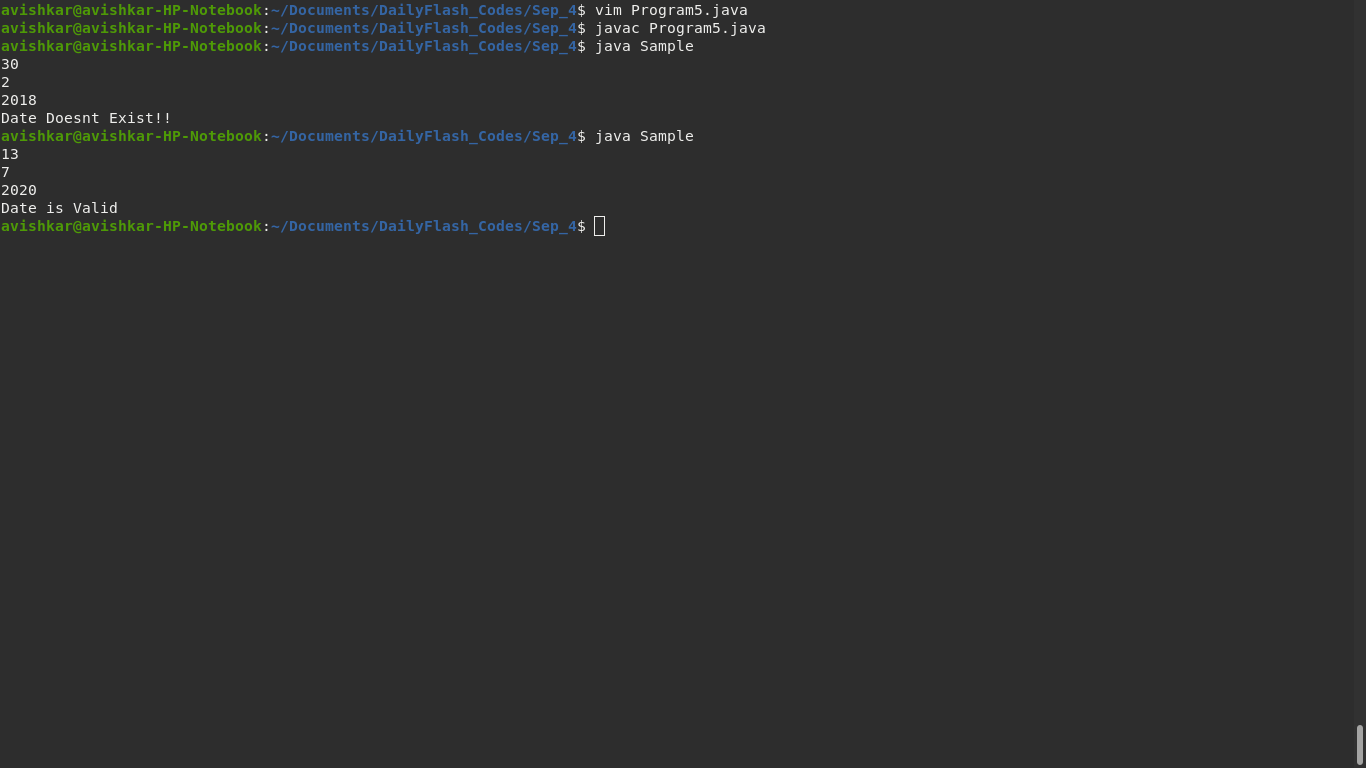 avishkar@avishkar-HP-Notebook:~/Documents/DailyFlash_Codes/Sep_4$ vim Program5.java
avishkar@avishkar-HP-Notebook:~/Documents/DailyFlash_Codes/Sep_4$ javac Program5.java
avishkar@avishkar-HP-Notebook:~/Documents/DailyFlash_Codes/Sep_4$ java Sample
30
2
2018
Date Doesnt Exist!!
avishkar@avishkar-HP-Notebook:~/Documents/DailyFlash_Codes/Sep_4$ java Sample
13
7
2020
Date is Valid
avishkar@avishkar-HP-Notebook:~/Documents/DailyFlash_Codes/Sep_4$